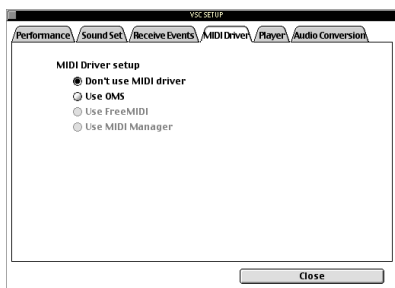 VSC SETUP
Performance Sound Set Receive Events MIDI Driver Player Audio Conversion
MIDI Driver setup
Don't use MIDI driver
Use OMS
Use FreeMIDI
Use MIDI Manager
Close